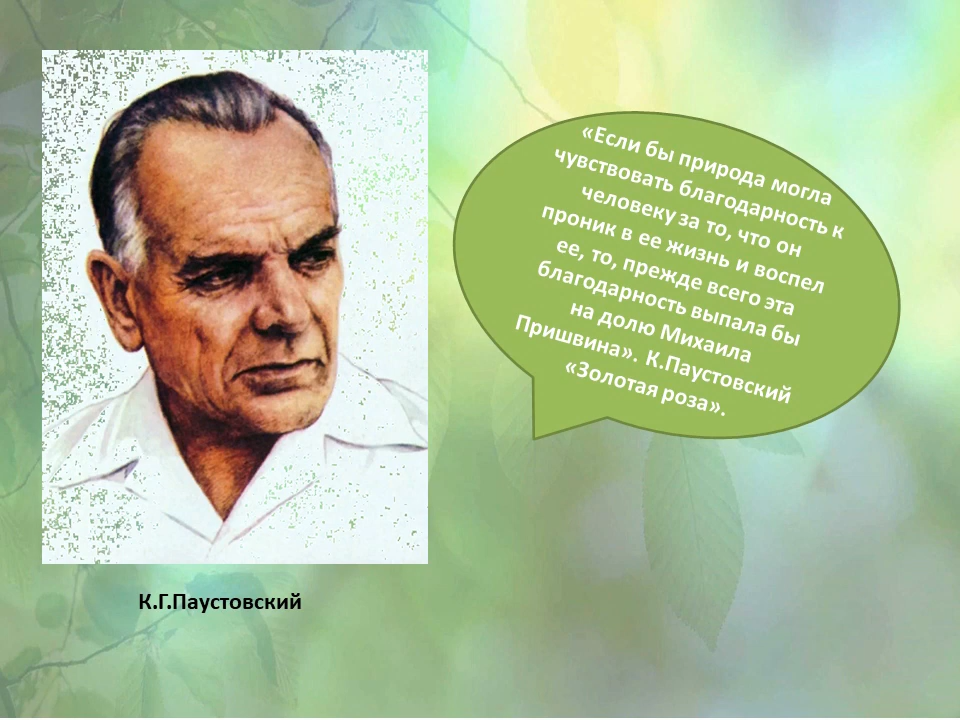 «Если бы природа могла
чувствовать благодарность к
человеку за то, что он
проник в ее жизнь и воспел
ее, то, прежде всего эта
благодарность выпала бы
на долю Михаила
Пришвина». К.Паустовский
«Золотая роза».
К.Г.Паустовский